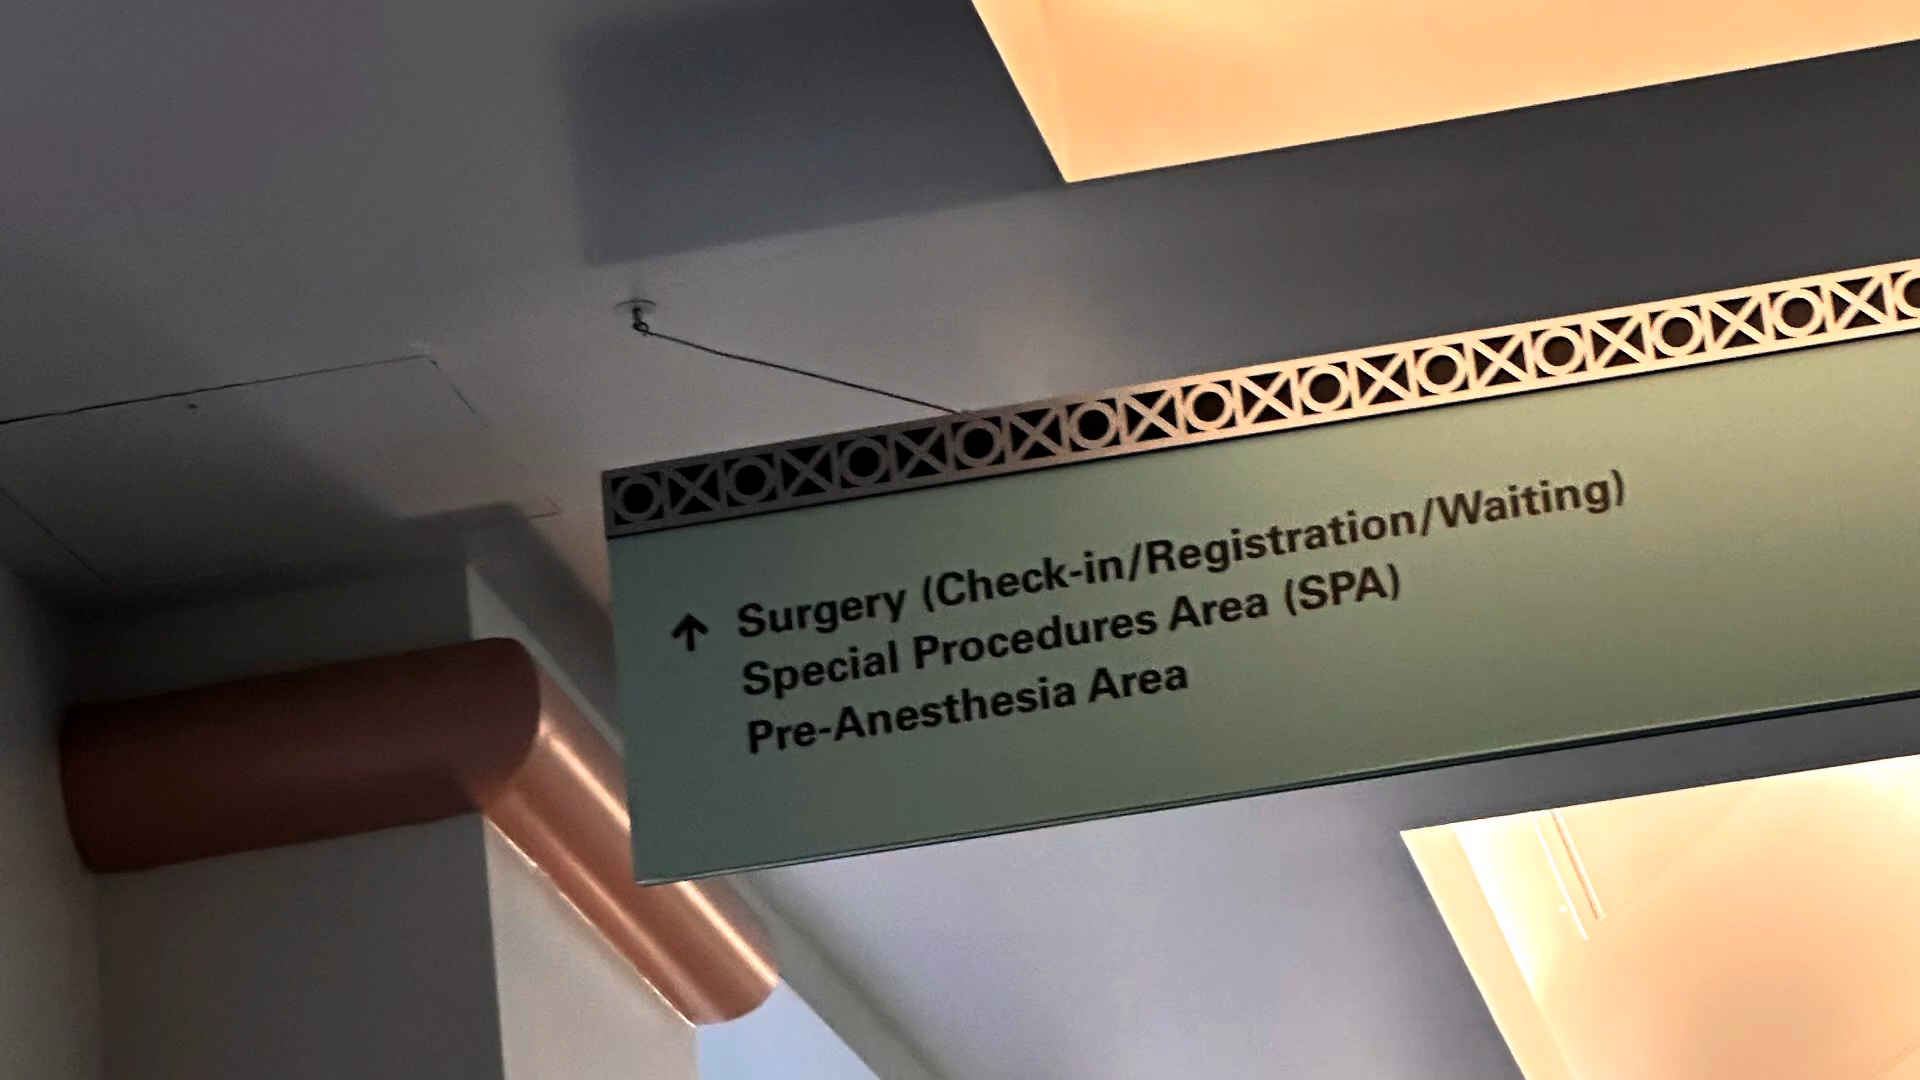 ↑ Surgery (Check-in/Registration/Waiting)
Special Procedures Area (SPA)
Pre-Anesthesia Area